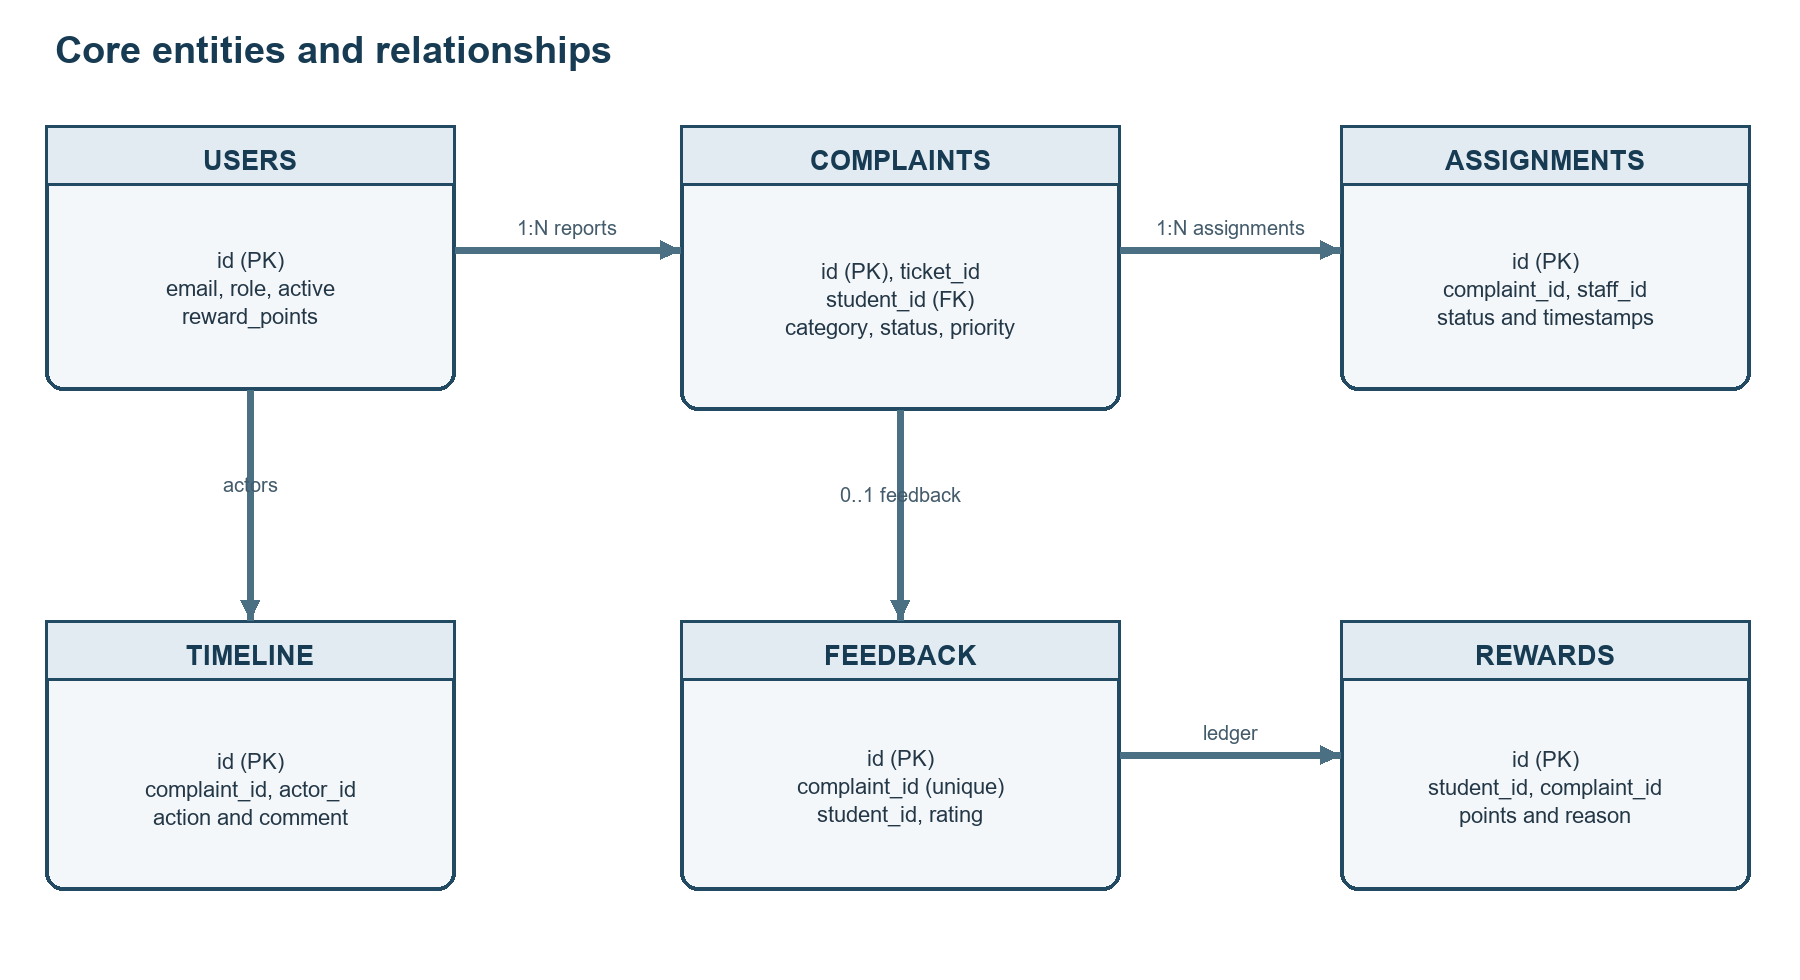 Core entities and relationships
USERS
id (PK)
email, role, active
reward_points
1:N reports
COMPLAINTS
id (PK), ticket_id
student_id (FK)
category, status, priority
1:N assignments
ASSIGNMENTS
id (PK)
complaint_id, staff_id
status and timestamps
actors
0..1 feedback
TIMELINE
id (PK)
complaint_id, actor_id
action and comment
FEEDBACK
id (PK)
complaint_id (unique)
student_id, rating
ledger
REWARDS
id (PK)
student_id, complaint_id
points and reason